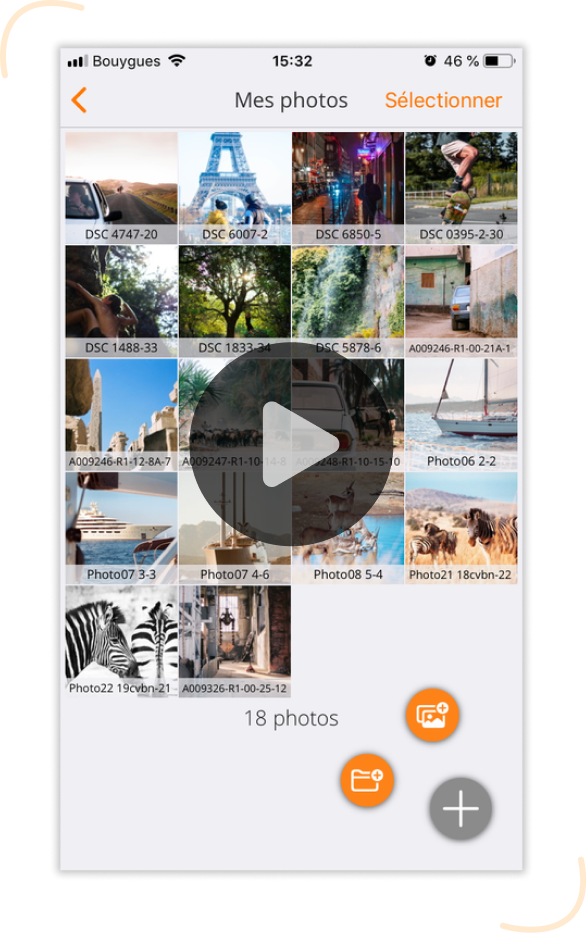 Bouygues 15:32 46 %
Mes photos Sélectionner
DSC 4747-20 DSC 6007-2 DSC 6850-5 DSC 0395-2-30
DSC 1488-33 DSC 1833-34 DSC 5878-6 A009246-R1-00-21A-1
A009246-R1-12-8A-7 A009247-R1-10-14-8 A009248-R1-10-15-10 Photo06 2-2
Photo07 3-3 Photo07 4-6 Photo08 5-4 Photo21 18cvbn-22
Photo22 19cvbn-21 A009326-R1-00-25-12
18 photos